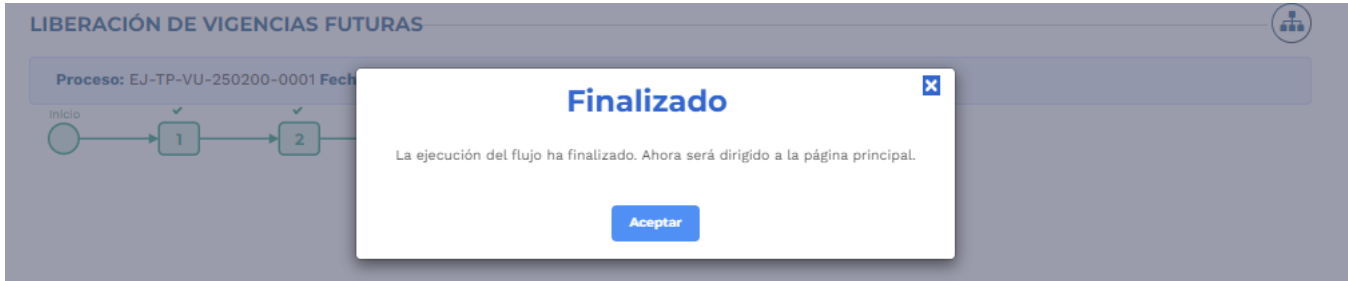 LIBERACIÓN DE VIGENCIAS FUTURAS
Proceso: EJ-TP-VU-250200-0001 Fech
Inicio
1
2
Finalizado
La ejecución del flujo ha finalizado. Ahora será dirigido a la página principal.
Aceptar